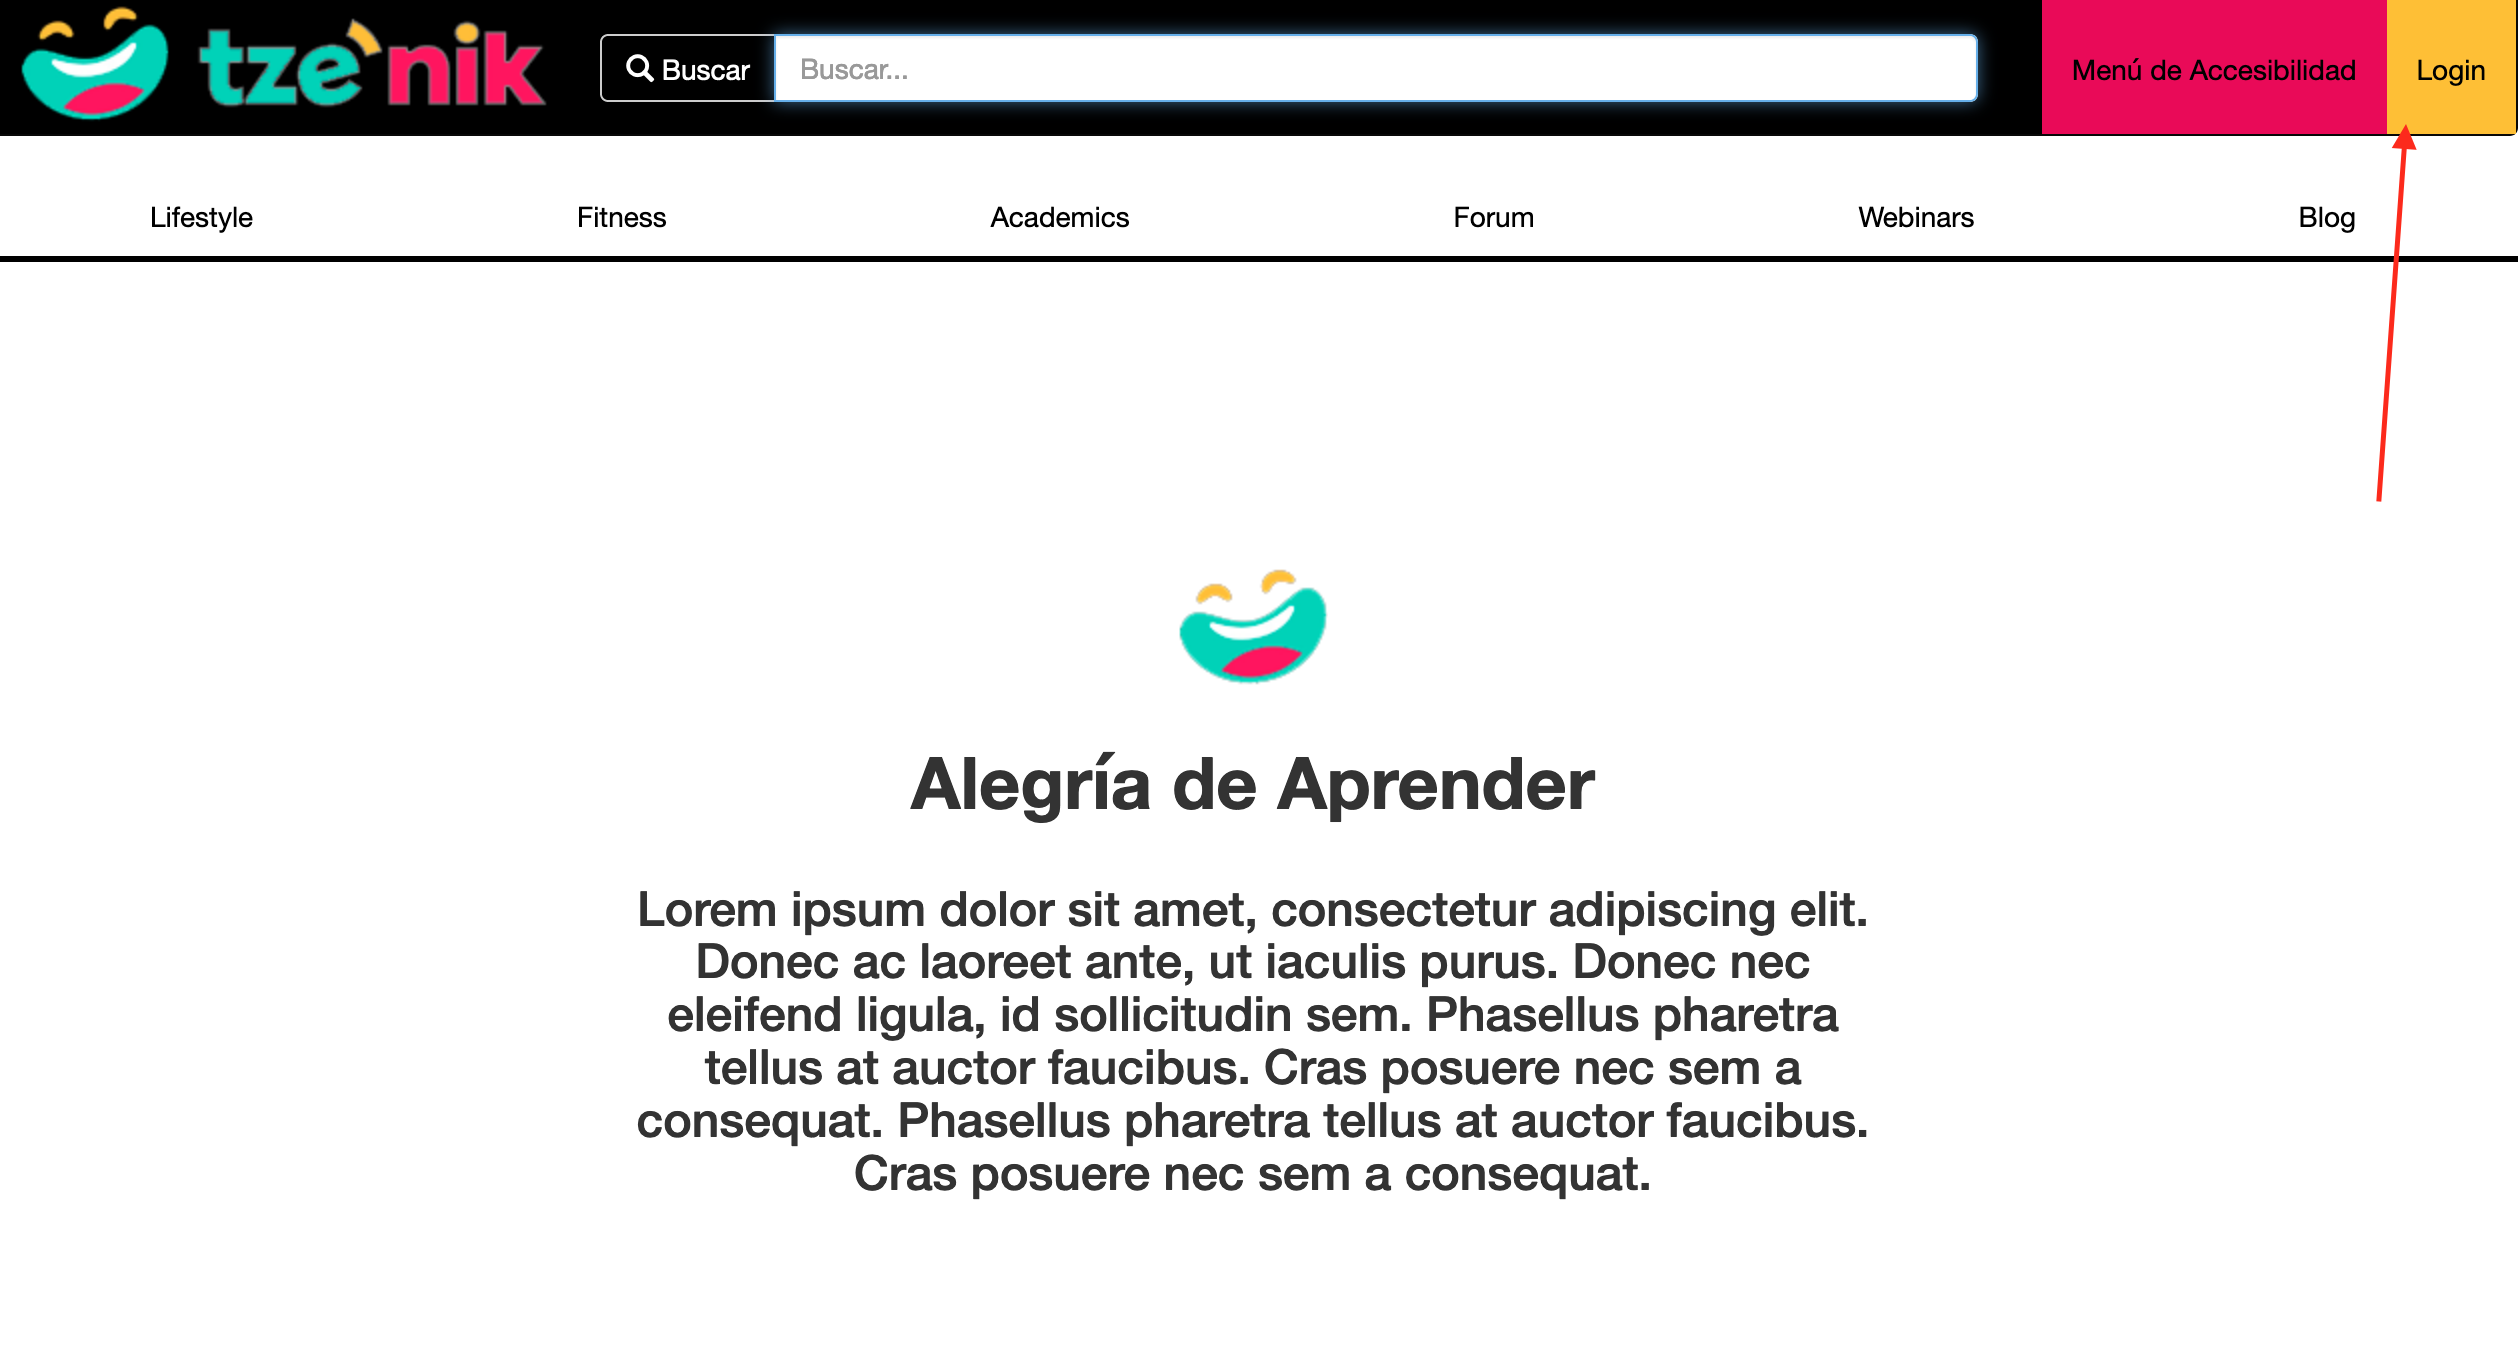 tze'nik
Buscar
Buscar...
Menú de Accesibilidad
Login
Lifestyle
Fitness
Academics
Forum
Webinars
Blog
Alegría de Aprender
Lorem ipsum dolor sit amet, consectetur adipiscing elit.
Donec ac laoreet ante, ut iaculis purus. Donec nec
eleifend ligula, id sollicitudin sem. Phasellus pharetra
tellus at auctor faucibus. Cras posuere nec sem a
consequat. Phasellus pharetra tellus at auctor faucibus.
Cras posuere nec sem a consequat.